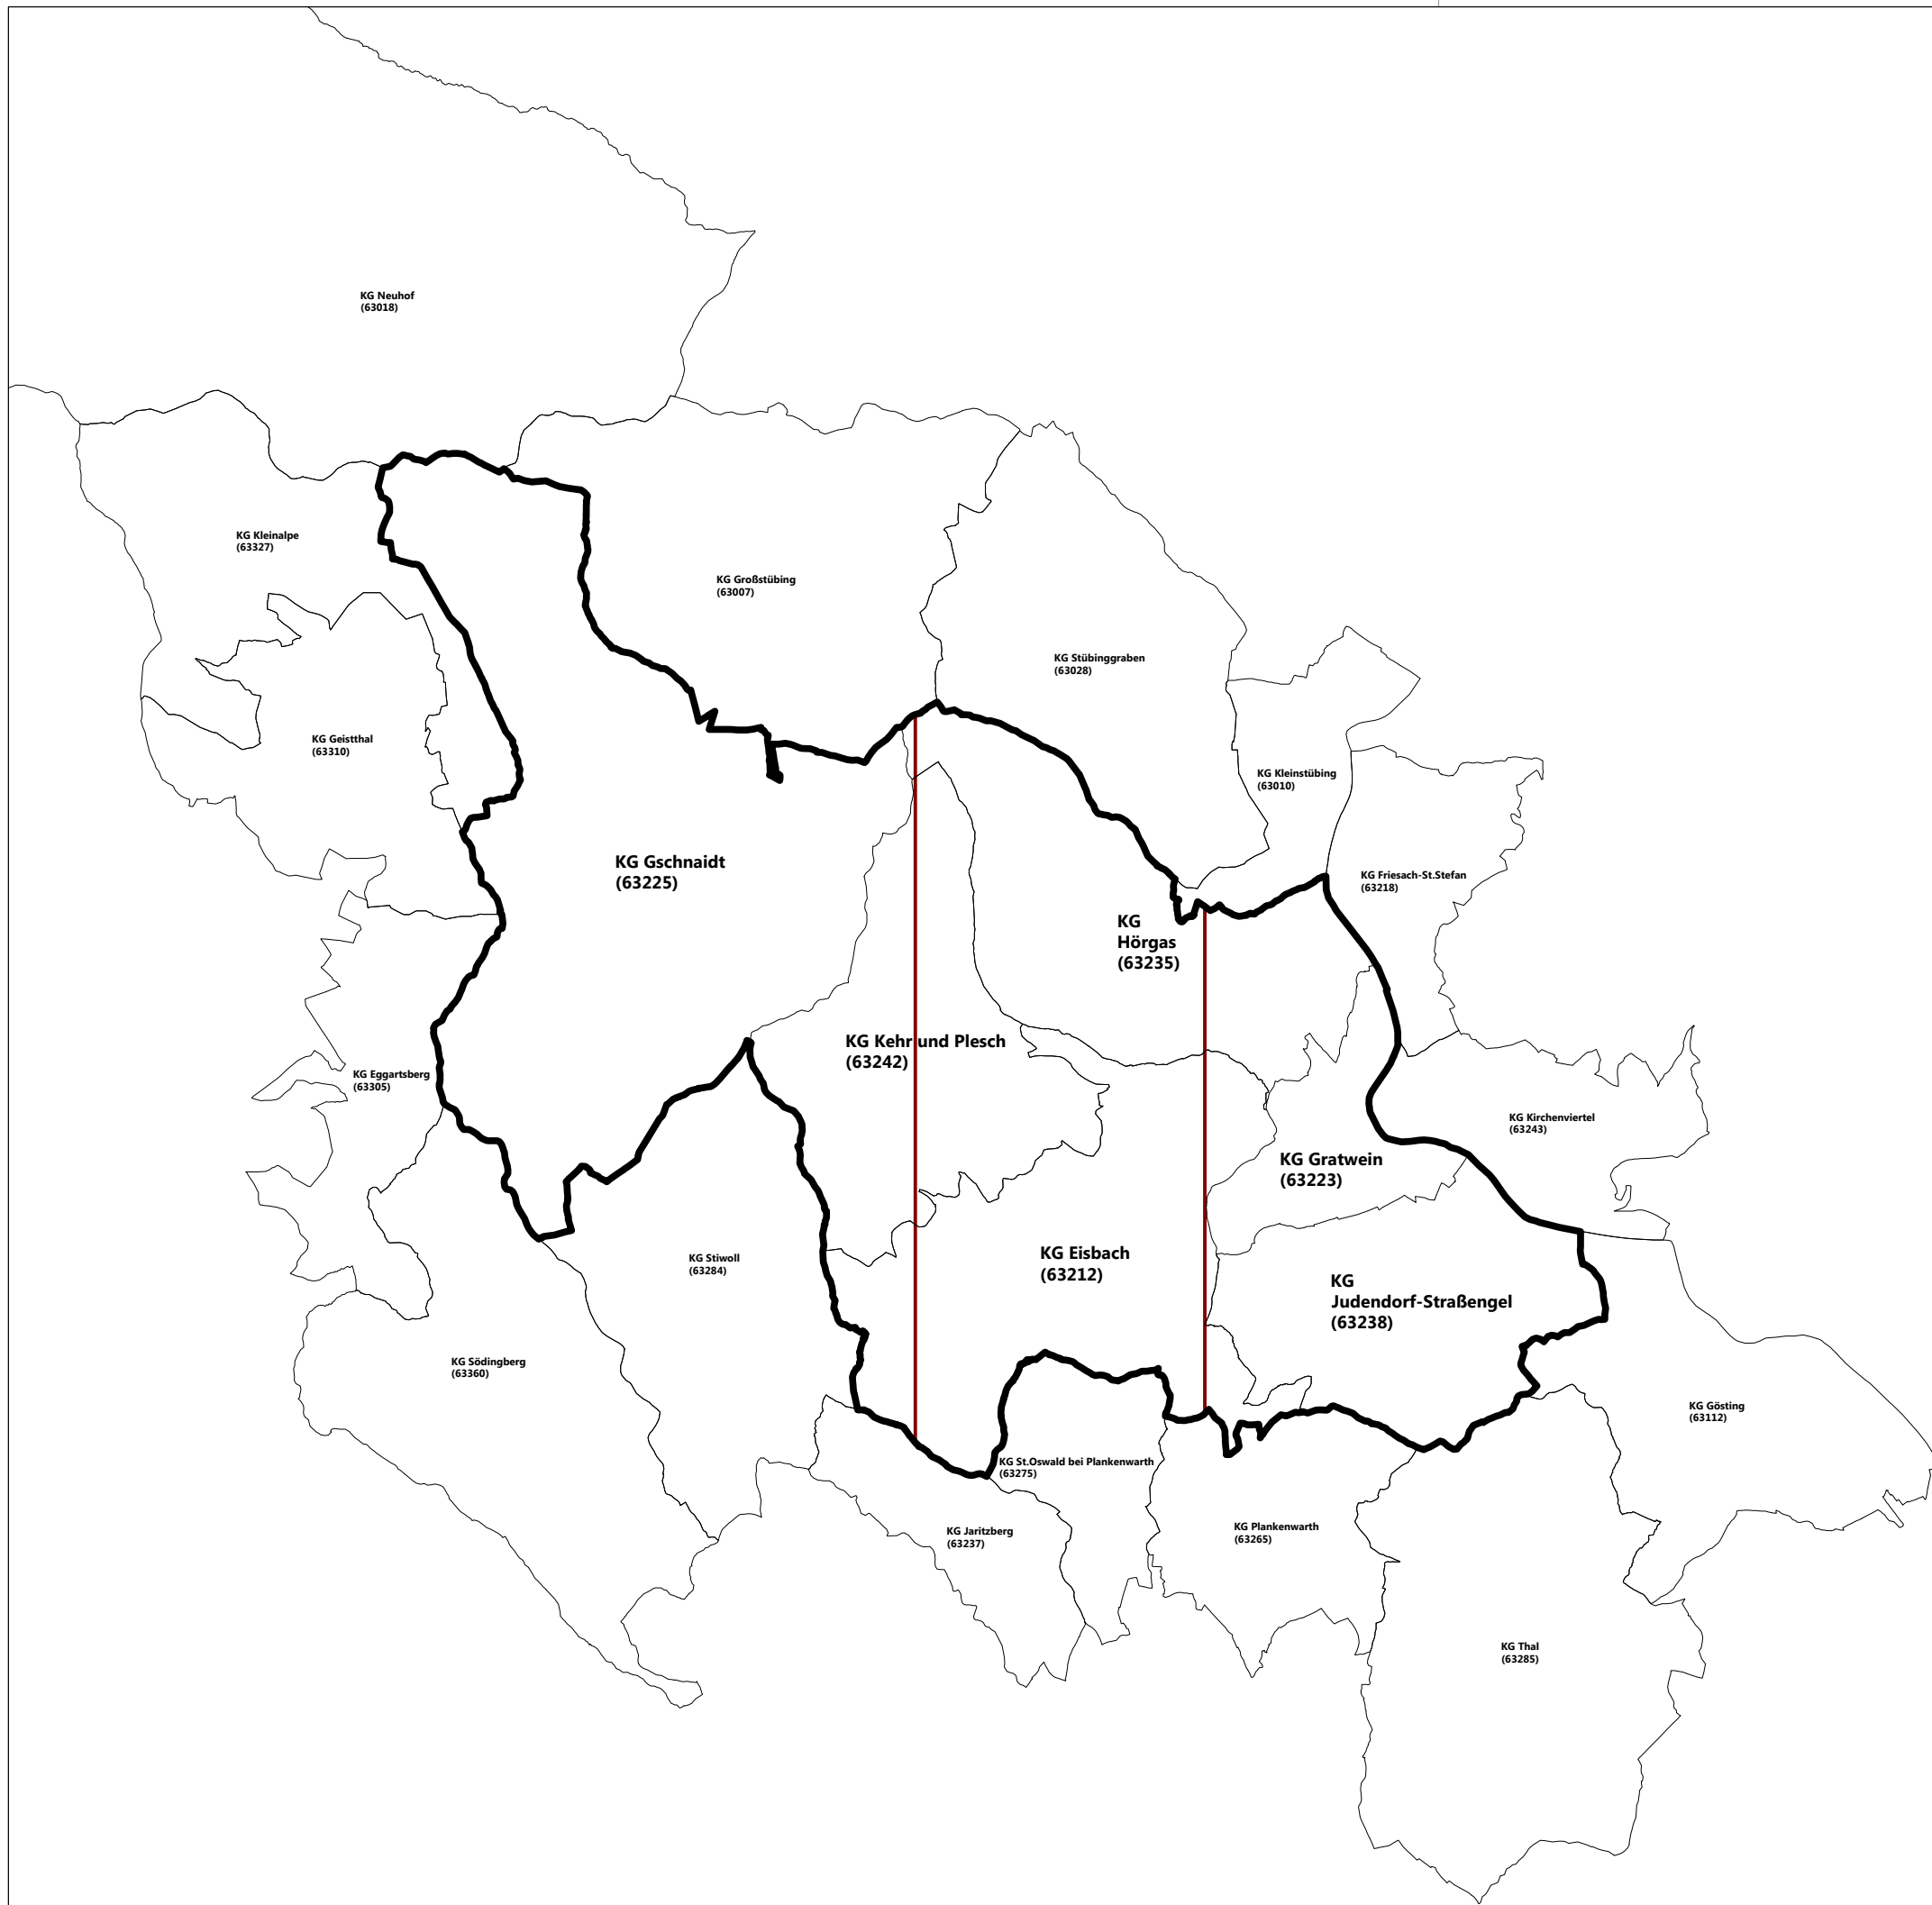 KG Neuhof
(63018)
KG Kleinalpe
(63327)
KG Großstübing
(63007)
KG Stübinggraben
(63028)
KG Geistthal
(63310)
KG Kleinstübing
(63010)
KG Gschnaidt
(63225)
KG Friesach-St.Stefan
(63218)
KG
Hörgas
(63235)
KG Kehr und Plesch
(63242)
KG Eggartsberg
(63305)
KG Kirchenviertel
(63243)
KG Gratwein
(63223)
KG Stiwoll
(63284)
KG Eisbach
(63212)
KG
Judendorf-Straßengel
(63238)
KG Södingberg
(63360)
KG Gösting
(63112)
KG St.Oswald bei Plankenwarth
(63275)
KG Jaritzberg
(63237)
KG Plankenwarth
(63265)
KG Thal
(63285)